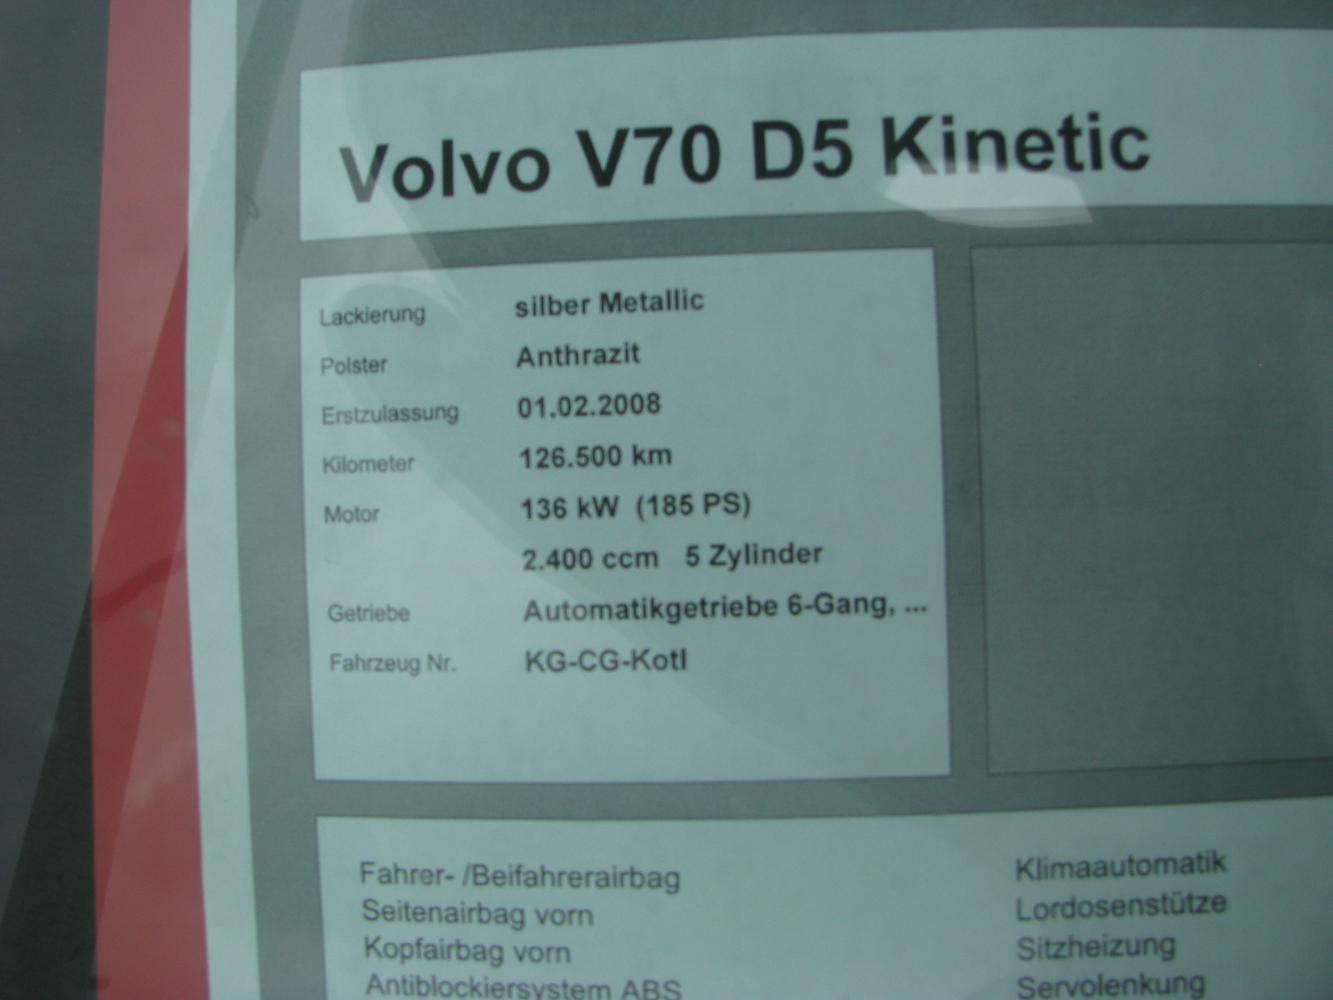 Volvo V70 D5 Kinetic
Lackierung silber Metallic
Polster Anthrazit
Erstzulassung 01.02.2008
Kilometer 126.500 km
Motor 136 kW (185 PS)
2.400 ccm 5 Zylinder
Getriebe Automatikgetriebe 6-Gang, ...
Fahrzeug Nr. KG-CG-Kotl
Fahrer- /Beifahrerairbag Klimaautomatik
Seitenairbag vorn Lordosenstütze
Kopfairbag vorn Sitzheizung
Antiblockiersystem ABS Servolenkung